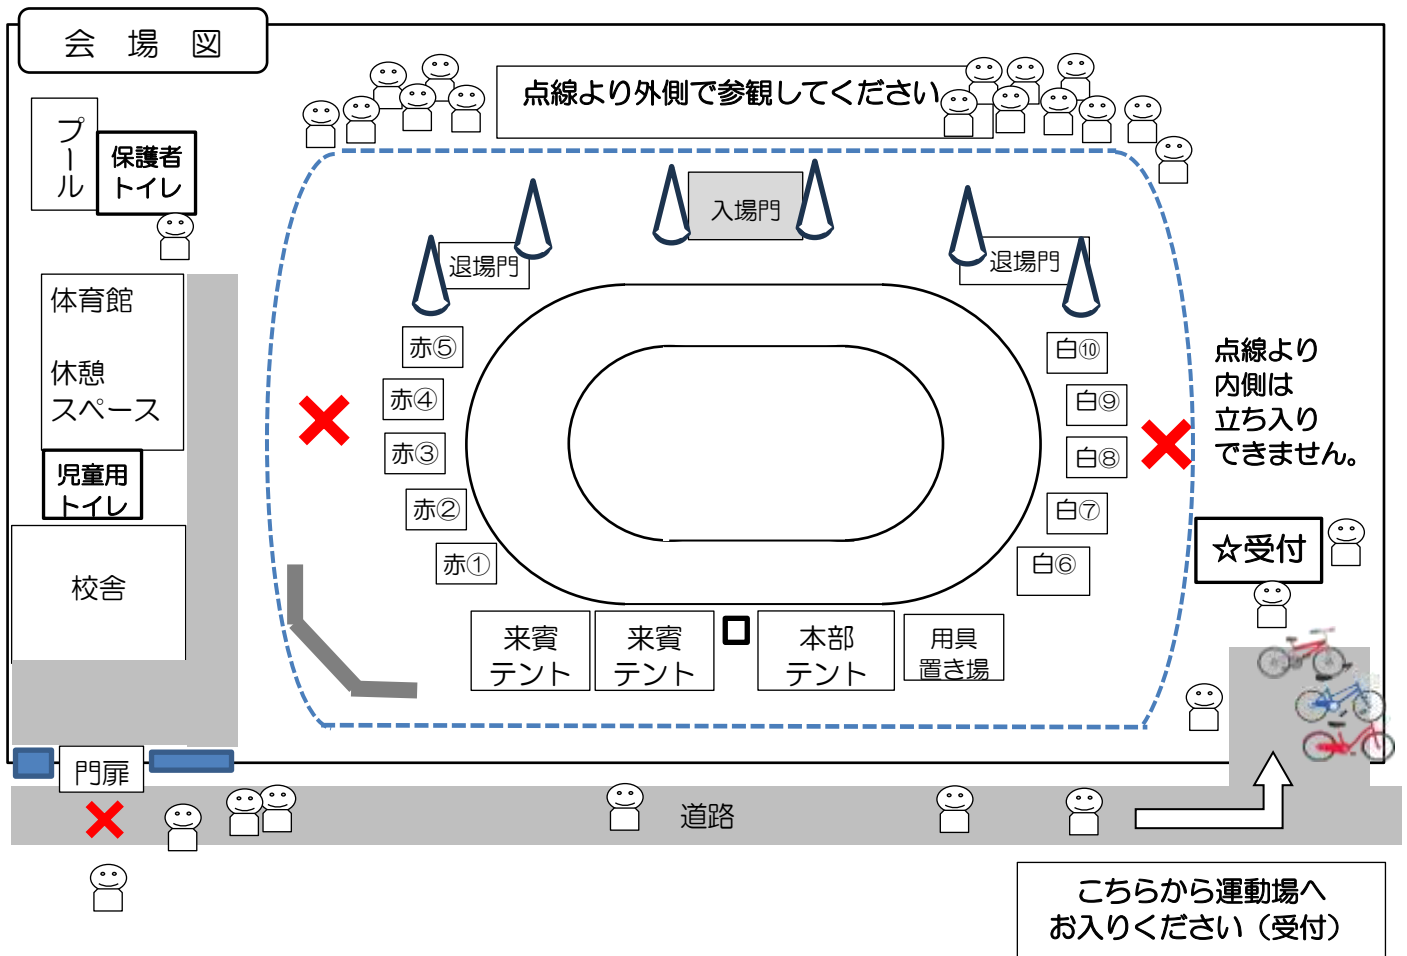 会 場 図
点線より外側で参観してください
プール
保護者
トイレ
入場門
退場門
退場門
体育館
休憩
スペース
児童用
トイレ
校舎
赤⑤
赤④
赤③
赤②
赤①
白⑩
白⑨
白⑧
白⑦
白⑥
点線より
内側は
立ち入り
できません。
☆受付
来賓
テント
来賓
テント
本部
テント
用具
置き場
門扉
道路
こちらから運動場へ
お入りください（受付）